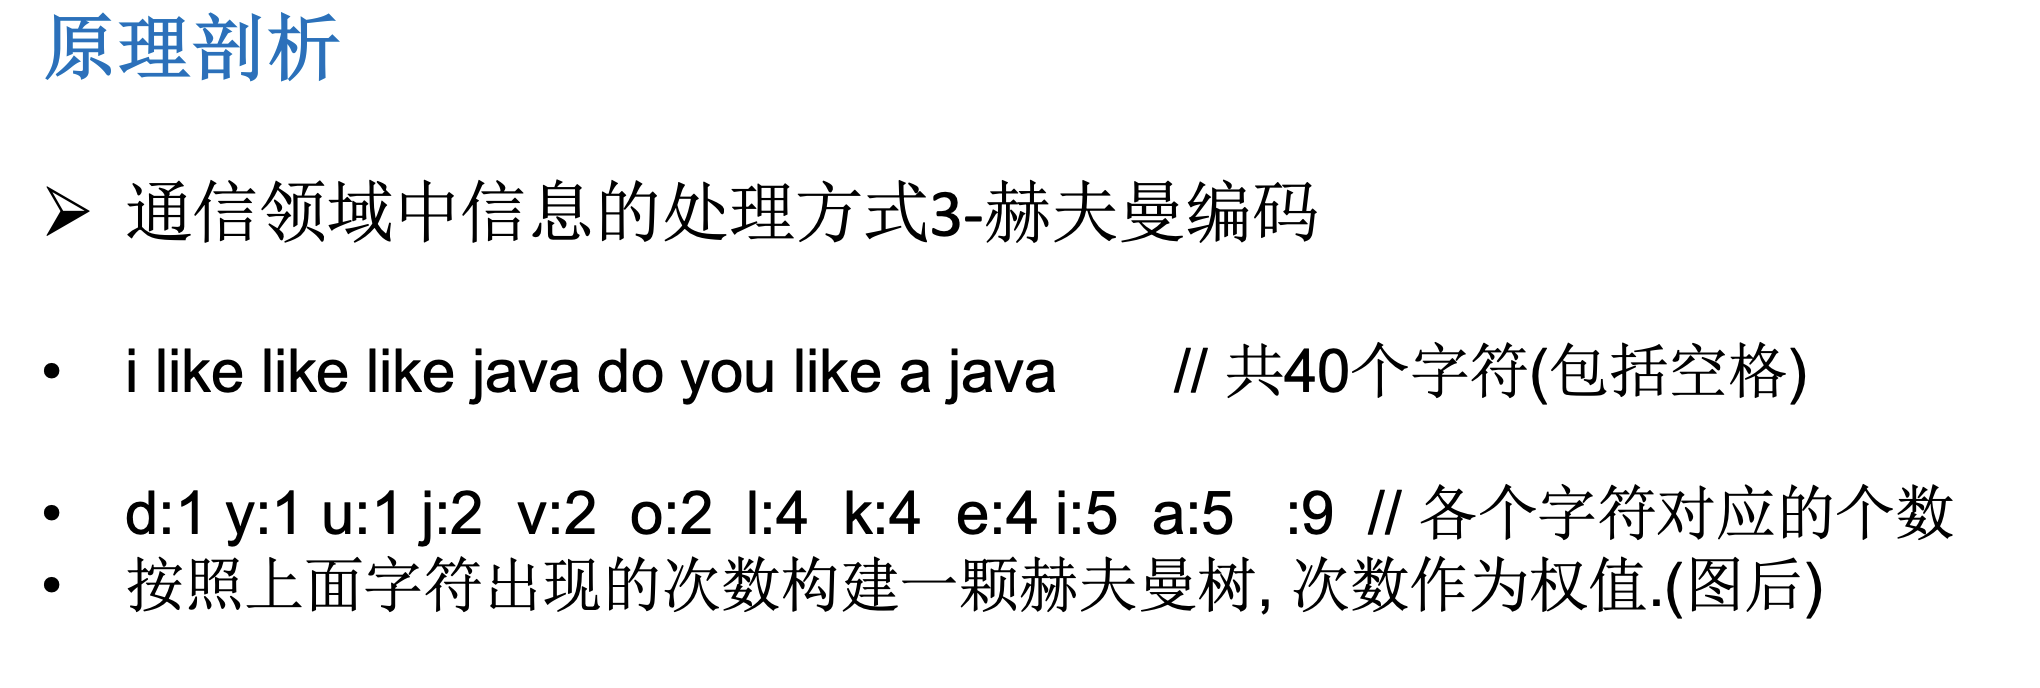 原理剖析
➢ 通信领域中信息的处理方式3-赫夫曼编码
• i like like like java do you like a java // 共40个字符(包括空格)
• d:1 y:1 u:1 j:2 v:2 o:2 l:4 k:4 e:4 i:5 a:5 :9 // 各个字符对应的个数
• 按照上面字符出现的次数构建一颗赫夫曼树, 次数作为权值.(图后)